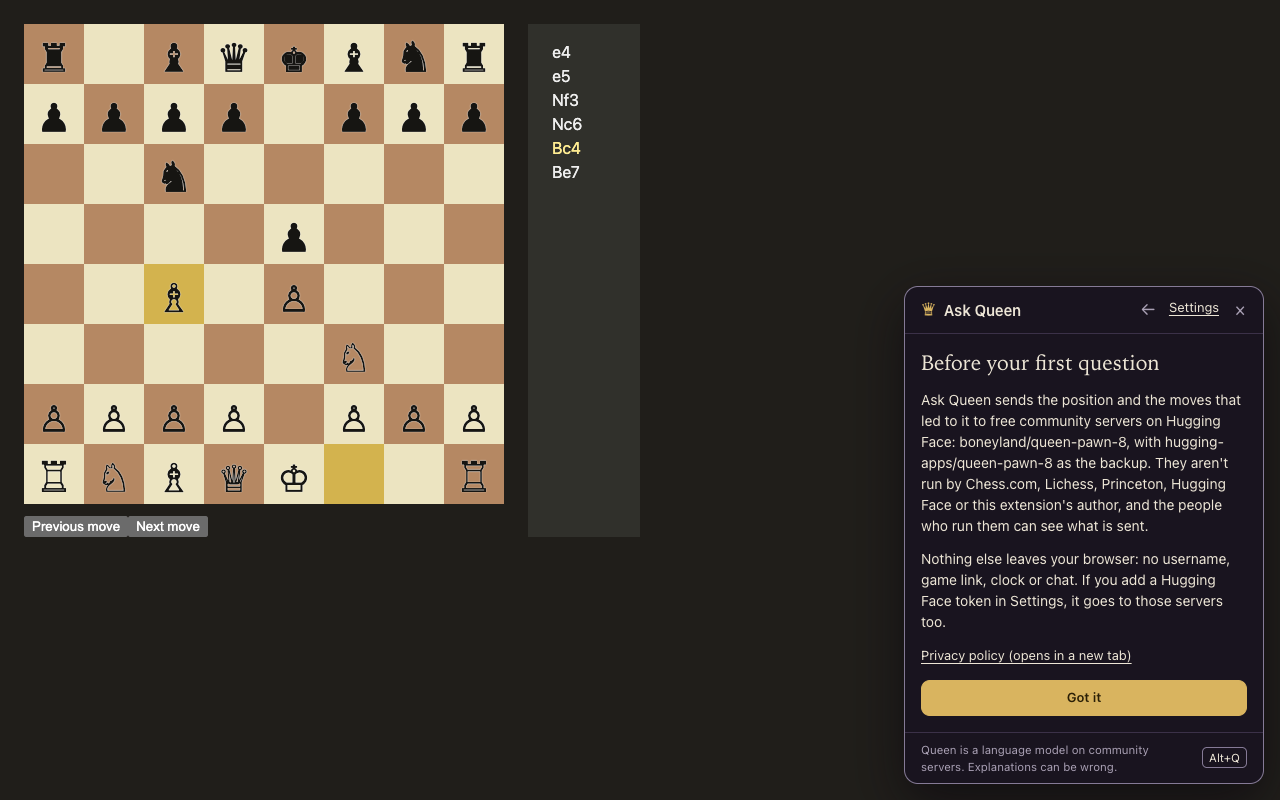 e4
e5
Nf3
Nc6
Bc4
Be7
Previous move Next move
Ask Queen
Settings
Before your first question
Ask Queen sends the position and the moves that
led to it to free community servers on Hugging
Face: boneyland/queen-pawn-8, with hugging-
apps/queen-pawn-8 as the backup. They aren't
run by Chess.com, Lichess, Princeton, Hugging
Face or this extension's author, and the people
who run them can see what is sent.
Nothing else leaves your browser: no username,
game link, clock or chat. If you add a Hugging
Face token in Settings, it goes to those servers
too.
Privacy policy (opens in a new tab)
Got it
Queen is a language model on community
servers. Explanations can be wrong.
Alt+Q